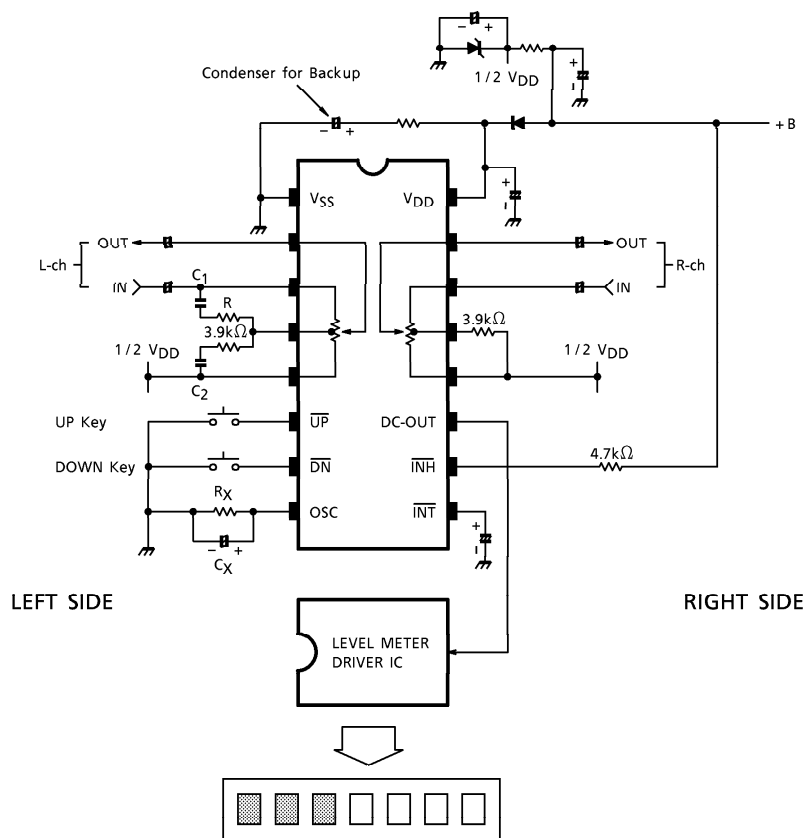 Condenser for Backup
1/2 VDD
+B
VSS
VDD
L-ch
OUT
IN
OUT
IN
R-ch
C1
R
3.9kΩ
3.9kΩ
1/2 VDD
1/2 VDD
C2
UP Key
UP
DC-OUT
DOWN Key
DN
INH
4.7kΩ
RX
OSC
INT
CX
LEFT SIDE
RIGHT SIDE
LEVEL METER
DRIVER IC